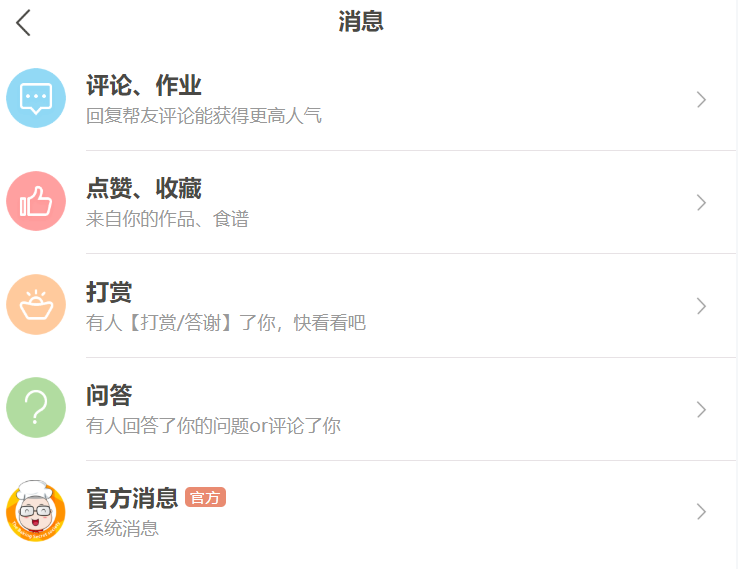 消息
评论、作业
回复帮友评论能获得更高人气
点赞、收藏
来自你的作品、食谱
打赏
有人【打赏/答谢】了你，快看看吧
问答
有人回答了你的问题or评论了你
官方消息 官方
系统消息